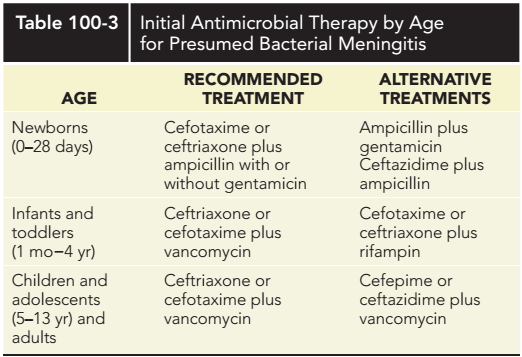 Table 100-3 Initial Antimicrobial Therapy by Age
for Presumed Bacterial Meningitis
AGE RECOMMENDED TREATMENT ALTERNATIVE TREATMENTS
Newborns Cefotaxime or Ampicillin plus
(0–28 days) ceftriaxone plus gentamicin
ampicillin with or Ceftazidime plus
without gentamicin ampicillin
Infants and Ceftriaxone or Cefotaxime or
toddlers cefotaxime plus ceftriaxone plus
(1 mo–4 yr) vancomycin rifampin
Children and Ceftriaxone or Cefepime or
adolescents cefotaxime plus ceftazidime plus
(5–13 yr) and vancomycin vancomycin
adults